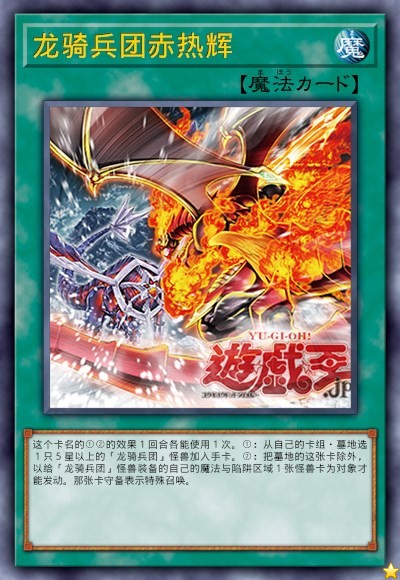 龙骑兵团赤热辉
魔
【魔法カード】
ま ほう
YU-GI-OH!
遊戯王
.JP
这个卡名的①②的效果1回合各能使用1次。①：从自己的卡组·墓地选
1只5星以上的「龙骑兵团」怪兽加入手卡。②：把墓地的这张卡除外，
以给「龙骑兵团」怪兽装备的自己的魔法与陷阱区域1张怪兽卡为对象才
能发动。那张卡守备表示特殊召唤。